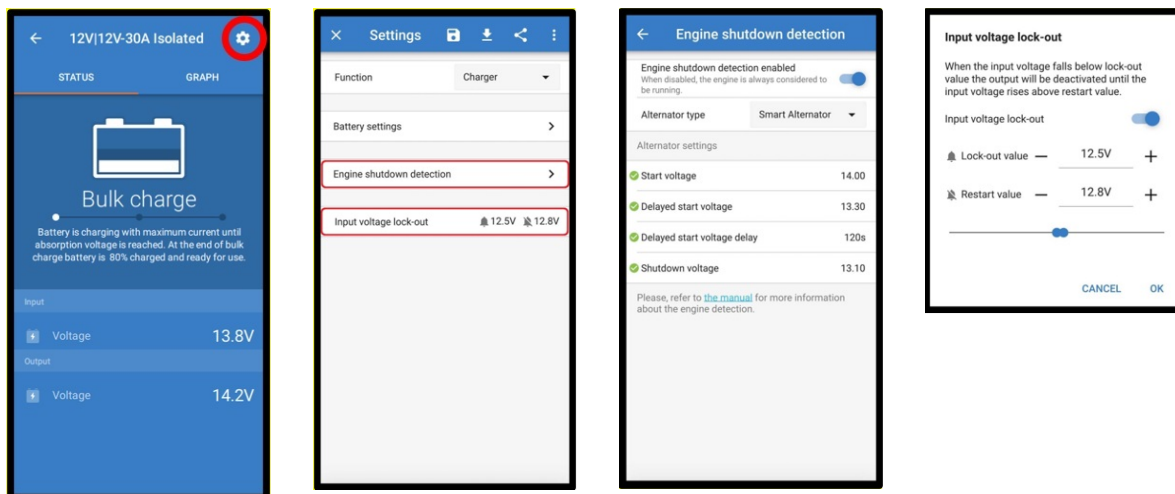 12V|12V-30A Isolated
STATUS GRAPH
Bulk charge
Battery is charging with maximum current until
absorption voltage is reached. At the end of bulk
charge battery is 80% charged and ready for use.
Input
Voltage 13.8V
Output
Voltage 14.2V
Settings
Function Charger
Battery settings
Engine shutdown detection
Input voltage lock-out 12.5V 12.8V
Engine shutdown detection
Engine shutdown detection enabled
When disabled, the engine is always considered to
be running.
Alternator type Smart Alternator
Alternator settings
Start voltage 14.00
Delayed start voltage 13.30
Delayed start voltage delay 120s
Shutdown voltage 13.10
Please, refer to the manual for more information
about the engine detection.
Input voltage lock-out
When the input voltage falls below lock-out
value the output will be deactivated until the
input voltage rises above restart value.
Input voltage lock-out
Lock-out value — 12.5V +
Restart value — 12.8V +
CANCEL OK